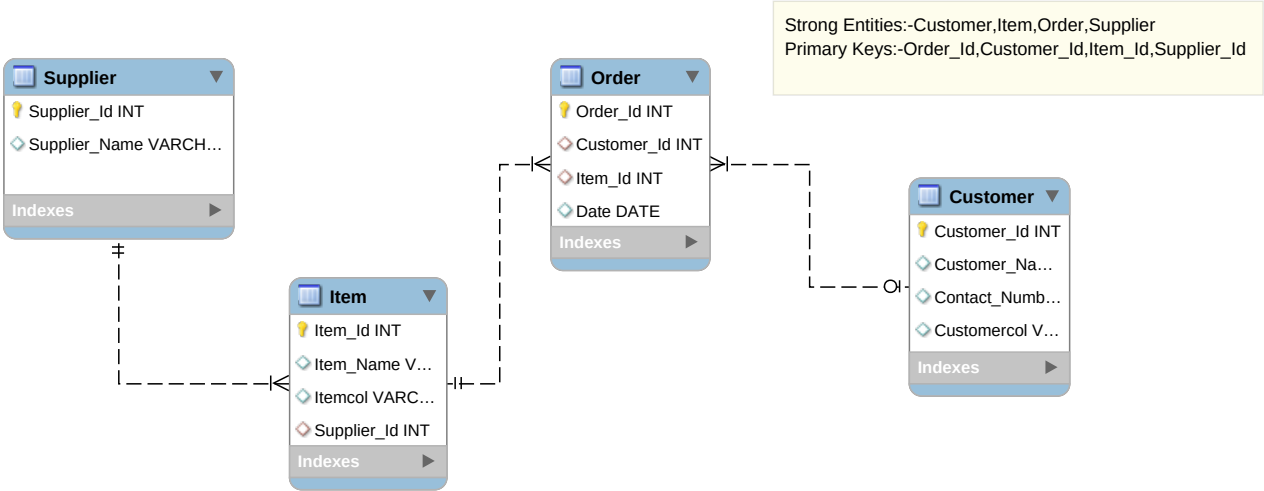 Strong Entities:-Customer,Item,Order,Supplier
Primary Keys:-Order_Id,Customer_Id,Item_Id,Supplier_Id
Supplier
Supplier_Id INT
Supplier_Name VARCH...
Indexes
Order
Order_Id INT
Customer_Id INT
Item_Id INT
Date DATE
Indexes
Customer
Customer_Id INT
Customer_Na...
Contact_Numb...
Customercol V...
Indexes
Item
Item_Id INT
Item_Name V...
Itemcol VARC...
Supplier_Id INT
Indexes